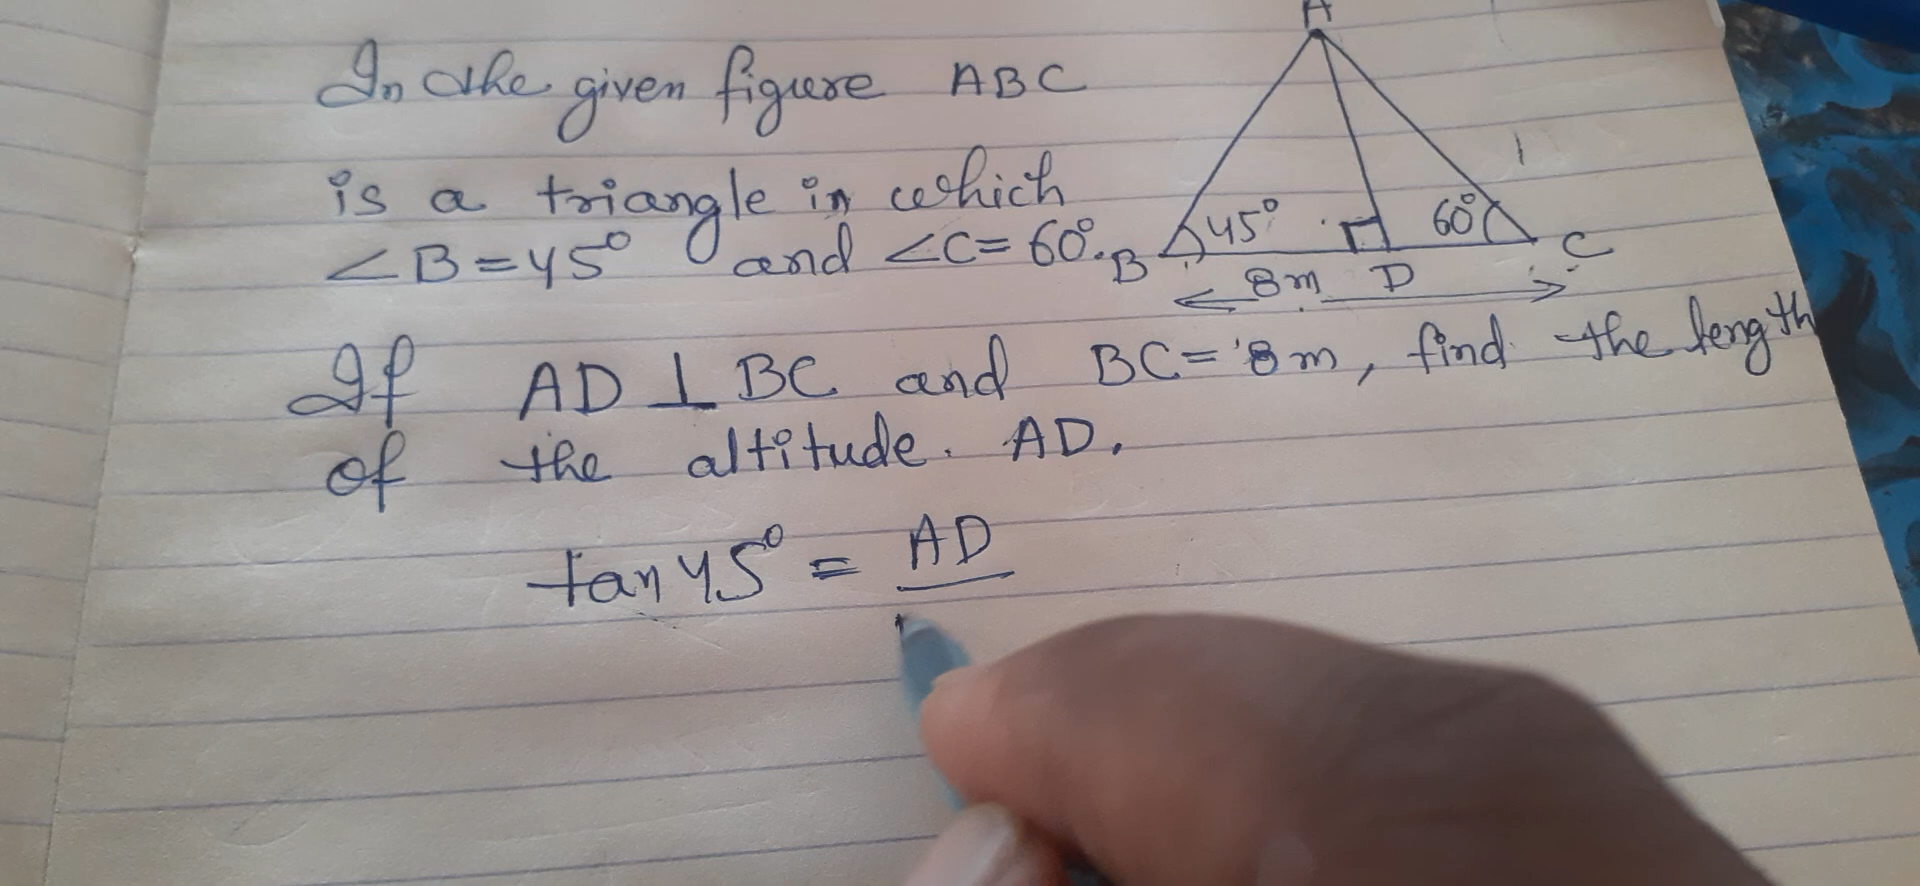 In the given figure ABC
is a triangle in which
∠B=45° and ∠C=60°.
A
45°
60°
B
C
8m
D
If AD ⊥ BC and BC=8m, find the length
of the altitude. AD.
tan 45° = AD